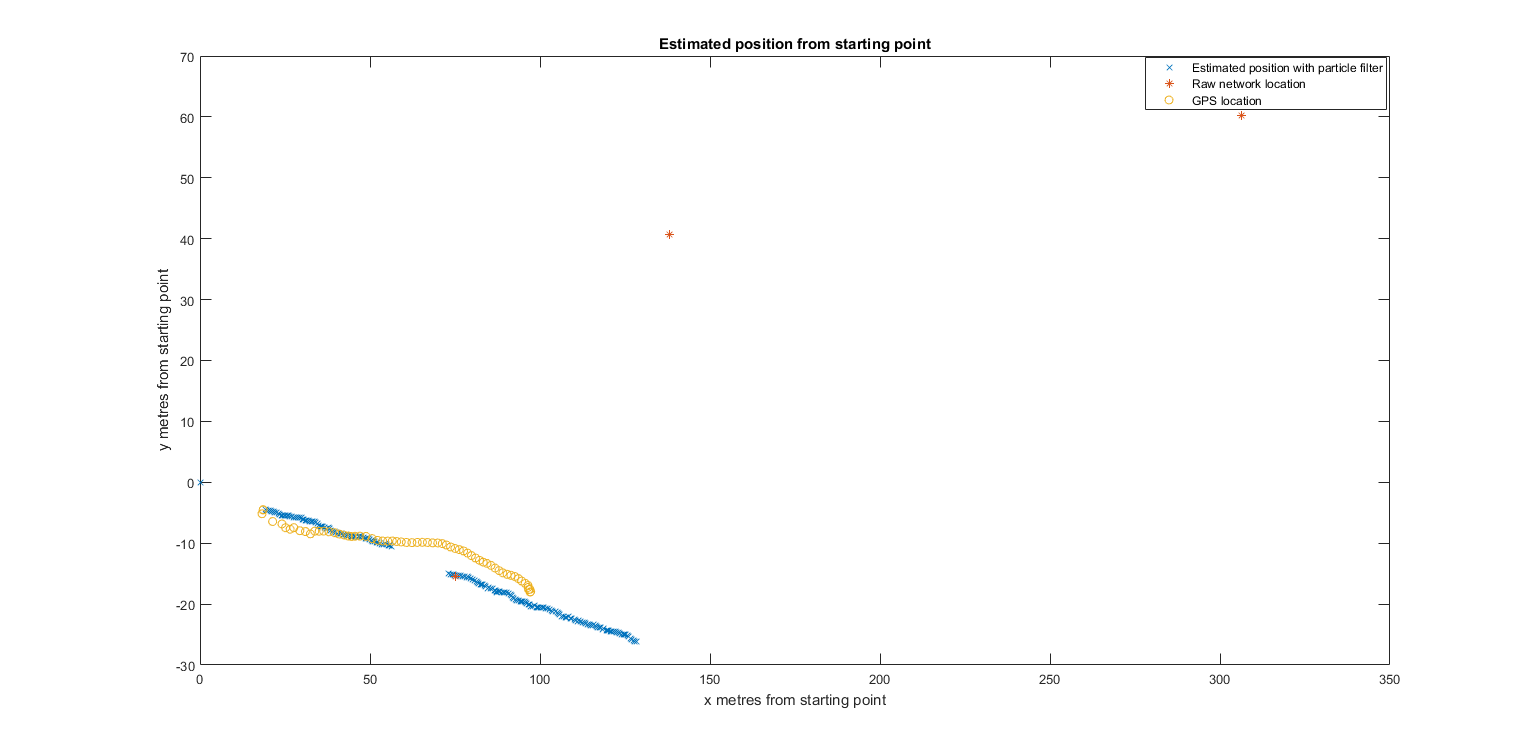 Estimated position from starting point
Estimated position with particle filter
Raw network location
GPS location
70
60
50
40
30
20
10
0
-10
-20
-30
y metres from starting point
0 50 100 150 200 250 300 350
x metres from starting point